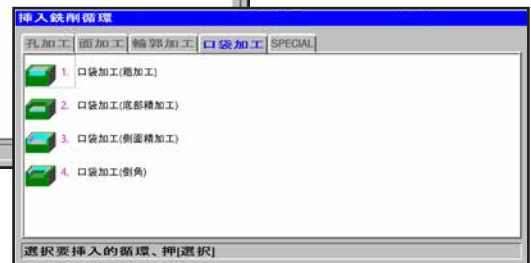 挿入銑削循環
孔加工 面加工 輪郭加工 口袋加工 SPECIAL
1. 口袋加工(粗加工)
2. 口袋加工(底部精加工)
3. 口袋加工(側面精加工)
4. 口袋加工(倒角)
選択要挿入的循環、押[選択]